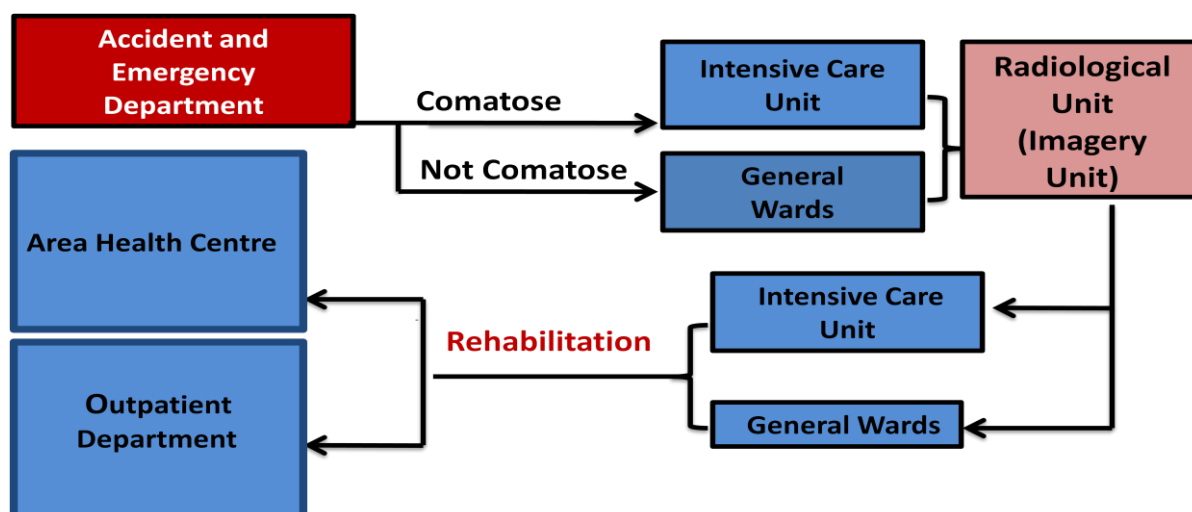 Accident and
Emergency
Department
Comatose
Not Comatose
Intensive Care
Unit
General
Wards
Radiological
Unit
(Imagery
Unit)
Intensive Care
Unit
General Wards
Rehabilitation
Area Health Centre
Outpatient
Department